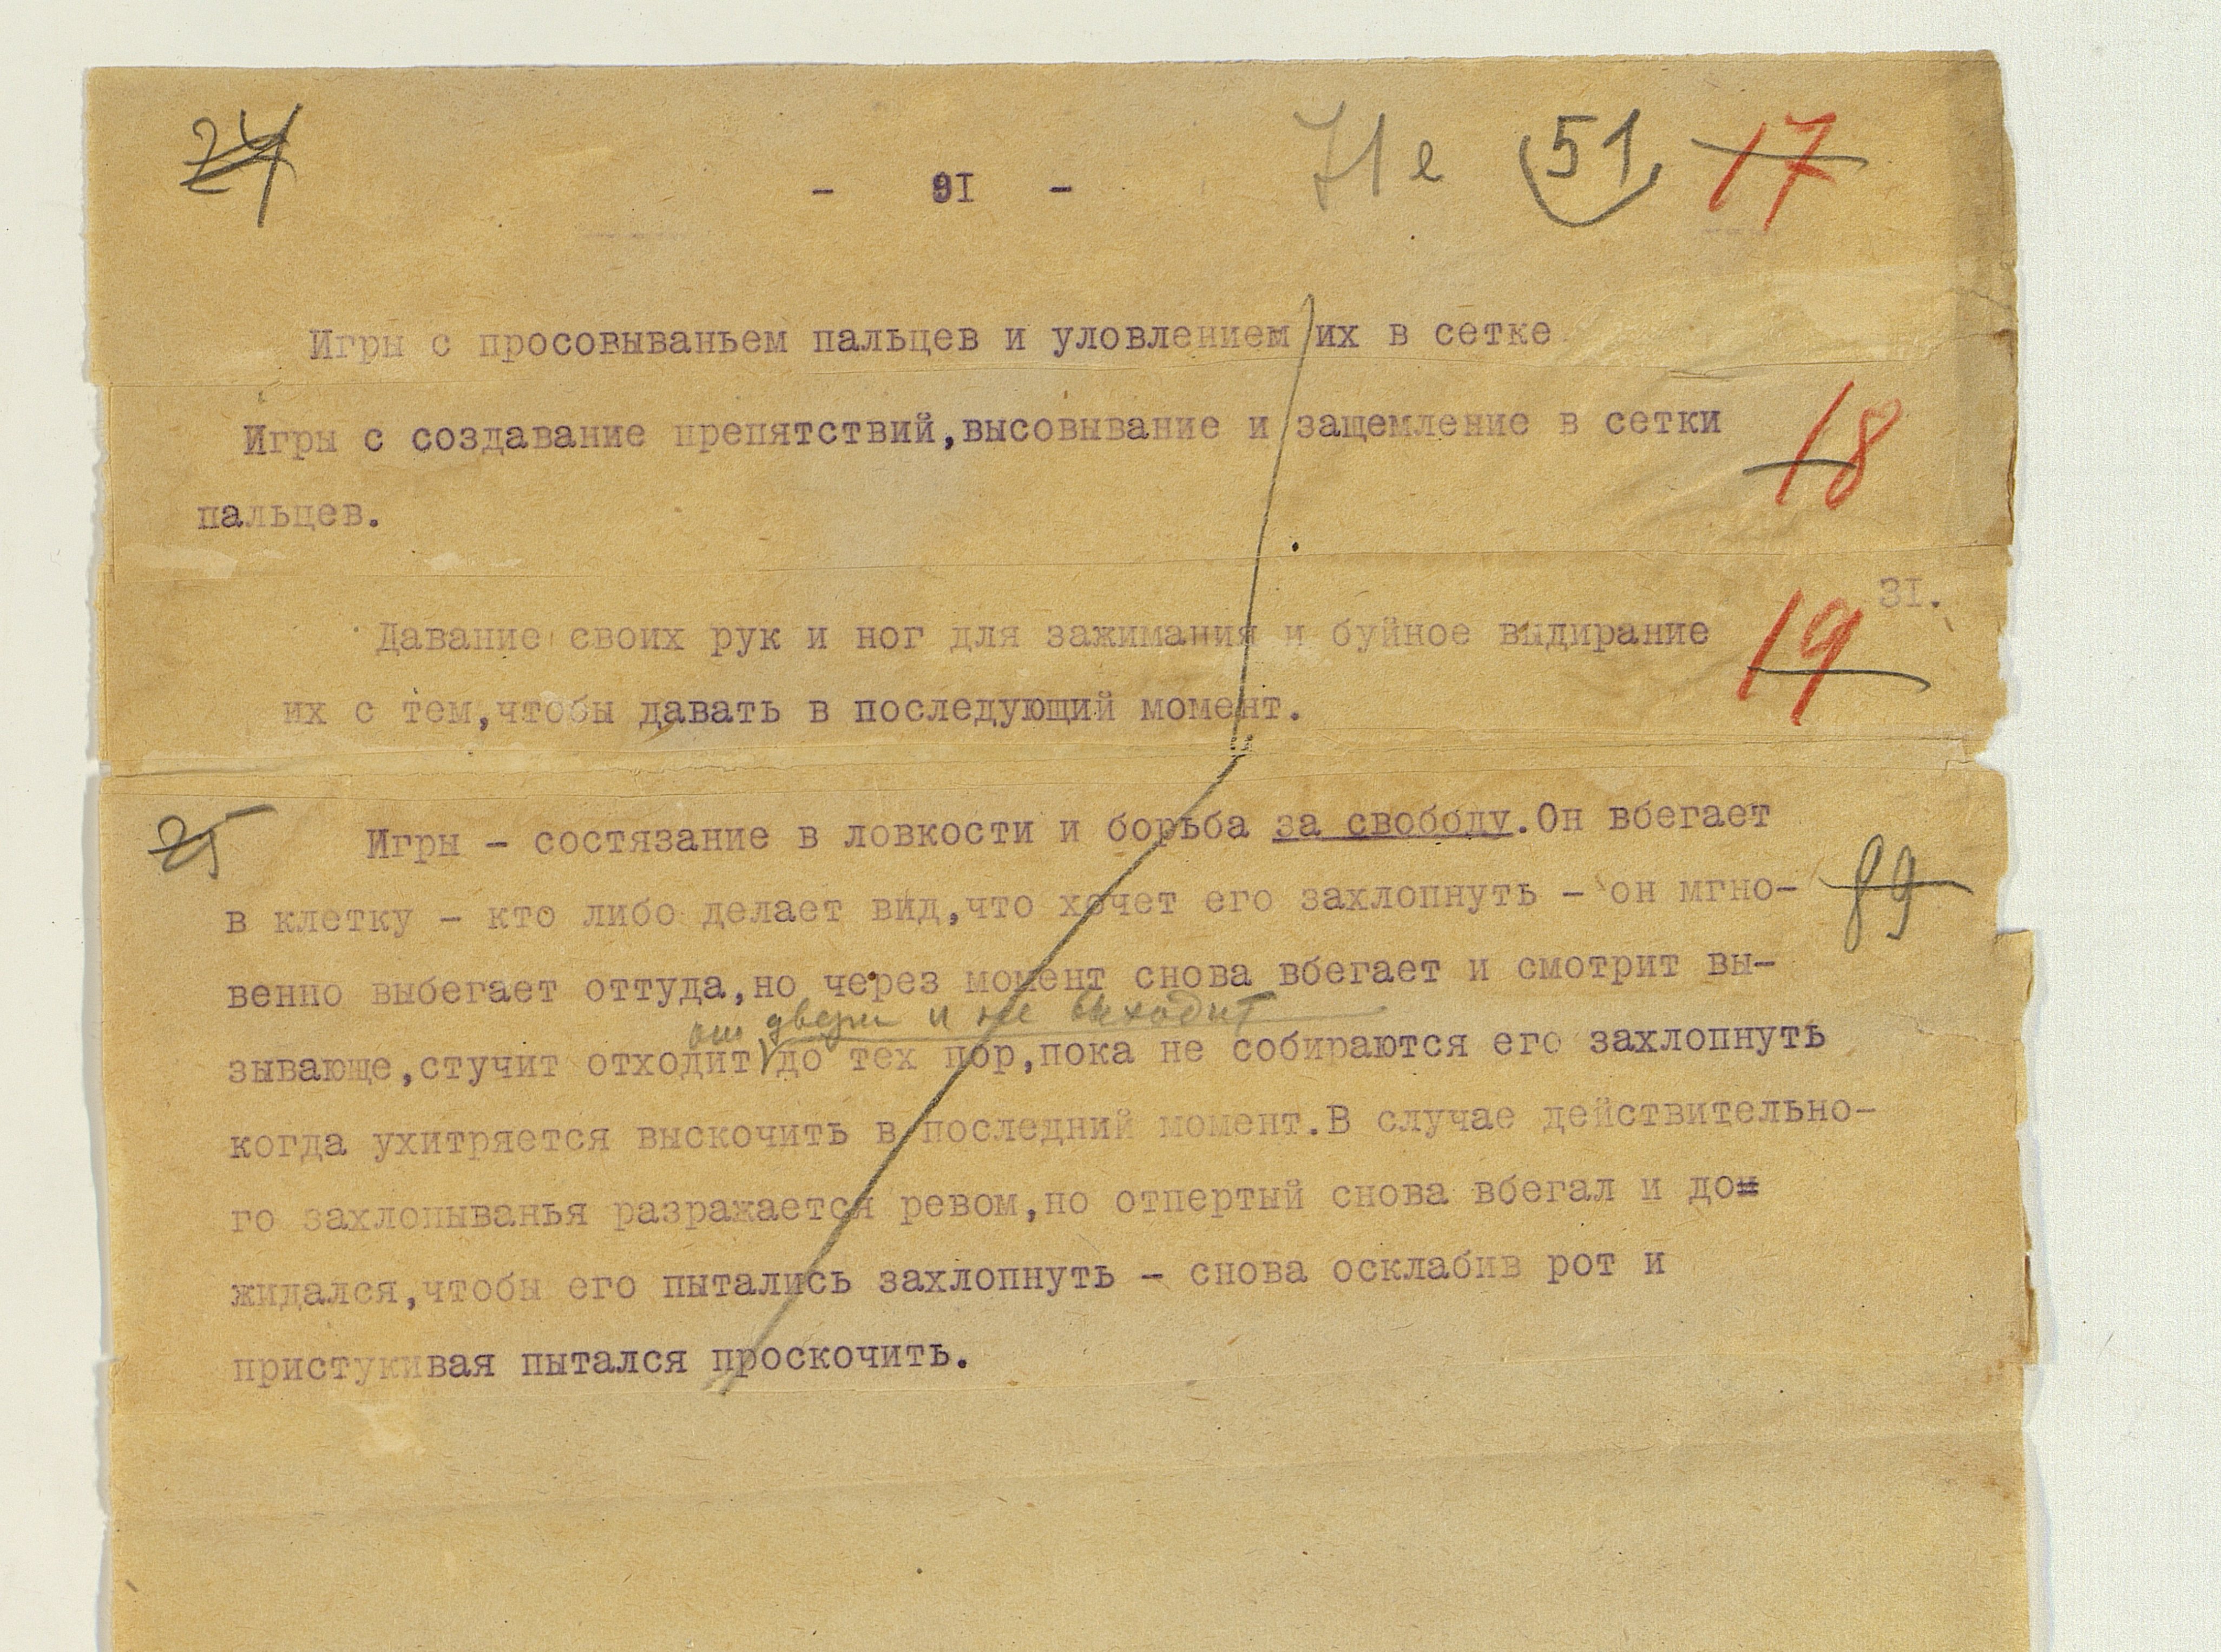 24 71 е 51 17
- 9I -
Игры с просовываньем пальцев и уловлением их в сетке
Игры с создавание препятствий,высовывание и защемление в сетки 18
пальцев.
3I.
Давание своих рук и ног для зажимания и буйное выдирание 19
их с тем,чтобы давать в последующий момент.
25 Игры - состязание в ловкости и борьба за свободу.Он вбегает
в клетку - кто либо делает вид,что хочет его захлопнуть - он мгно- 89
венно выбегает оттуда,но через момент снова вбегает и смотрит вы-
двери и не выходит
зывающе,стучит отходит до тех пор,пока не собираются его захлопнуть
когда ухитряется выскочить в последний момент.В случае действительно-
го захлопыванья разражается ревом,но отпертый снова вбегал и дои
жидался,чтобы его пытались захлопнуть - снова осклабив рот и
пристукивая пытался проскочить.